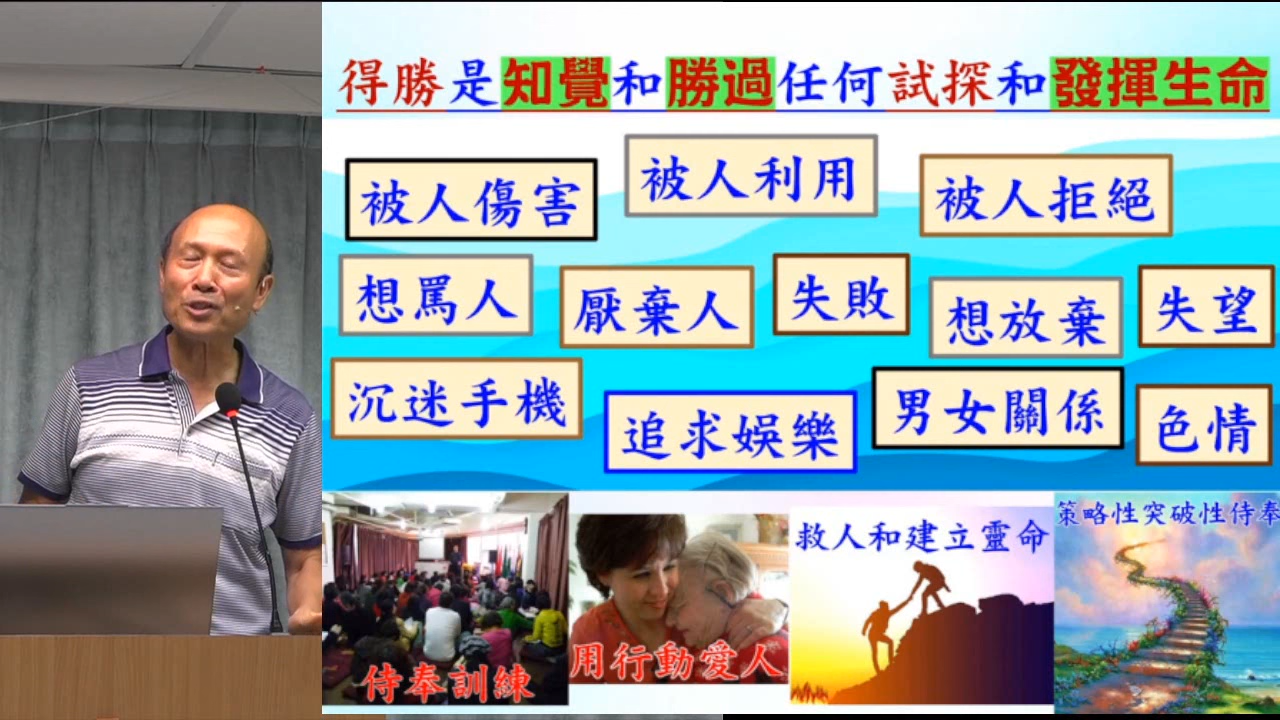 得勝是知覺和勝過任何試探和發揮生命
被人傷害
被人利用
被人拒絕
想罵人
厭棄人
失敗
想放棄
失望
沉迷手機
追求娛樂
男女關係
色情
侍奉訓練
用行動愛人
救人和建立靈命
策略性突破性侍奉